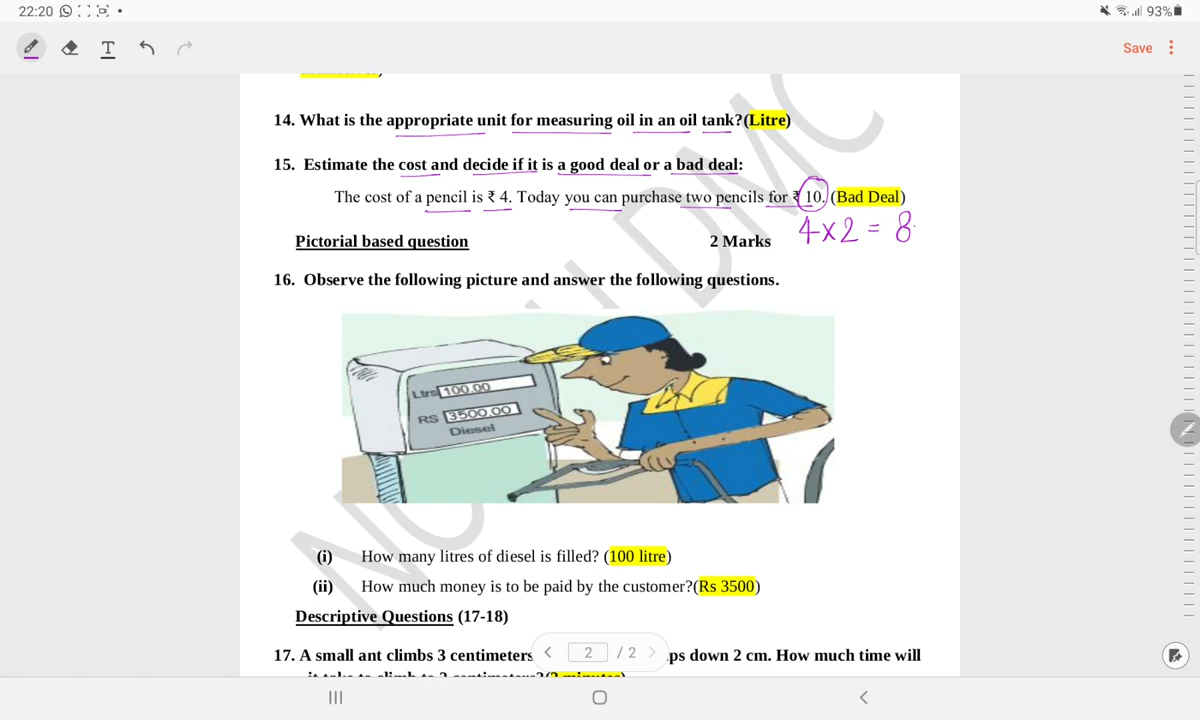 22:20
93%
Save
14. What is the appropriate unit for measuring oil in an oil tank?(Litre)
15. Estimate the cost and decide if it is a good deal or a bad deal:
The cost of a pencil is ₹ 4. Today you can purchase two pencils for ₹ 10. (Bad Deal)
4×2 = 8
Pictorial based question 2 Marks
16. Observe the following picture and answer the following questions.
Ltrs 100.00
RS 3500.00
Diesel
(i) How many litres of diesel is filled? (100 litre)
(ii) How much money is to be paid by the customer?(Rs 3500)
Descriptive Questions (17-18)
17. A small ant climbs 3 centimeters ps down 2 cm. How much time will
2 / 2
DMC